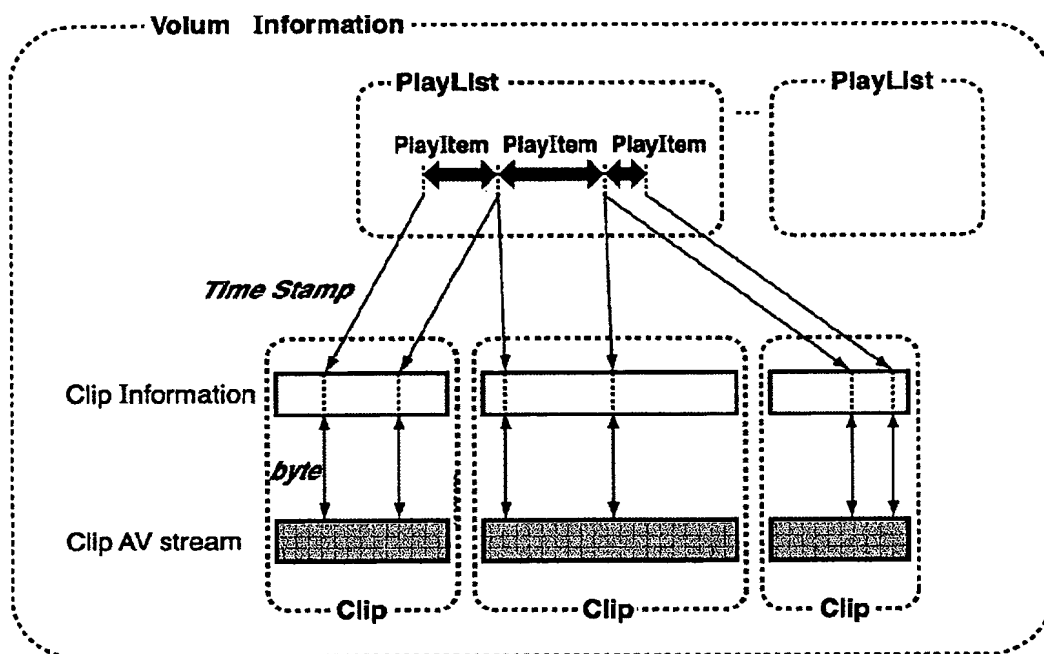 Volum Information
PlayLIst
PlayLIst
...
PlayItem PlayItem PlayItem
Time Stamp
Clip Information
byte
Clip AV stream
Clip
Clip
Clip